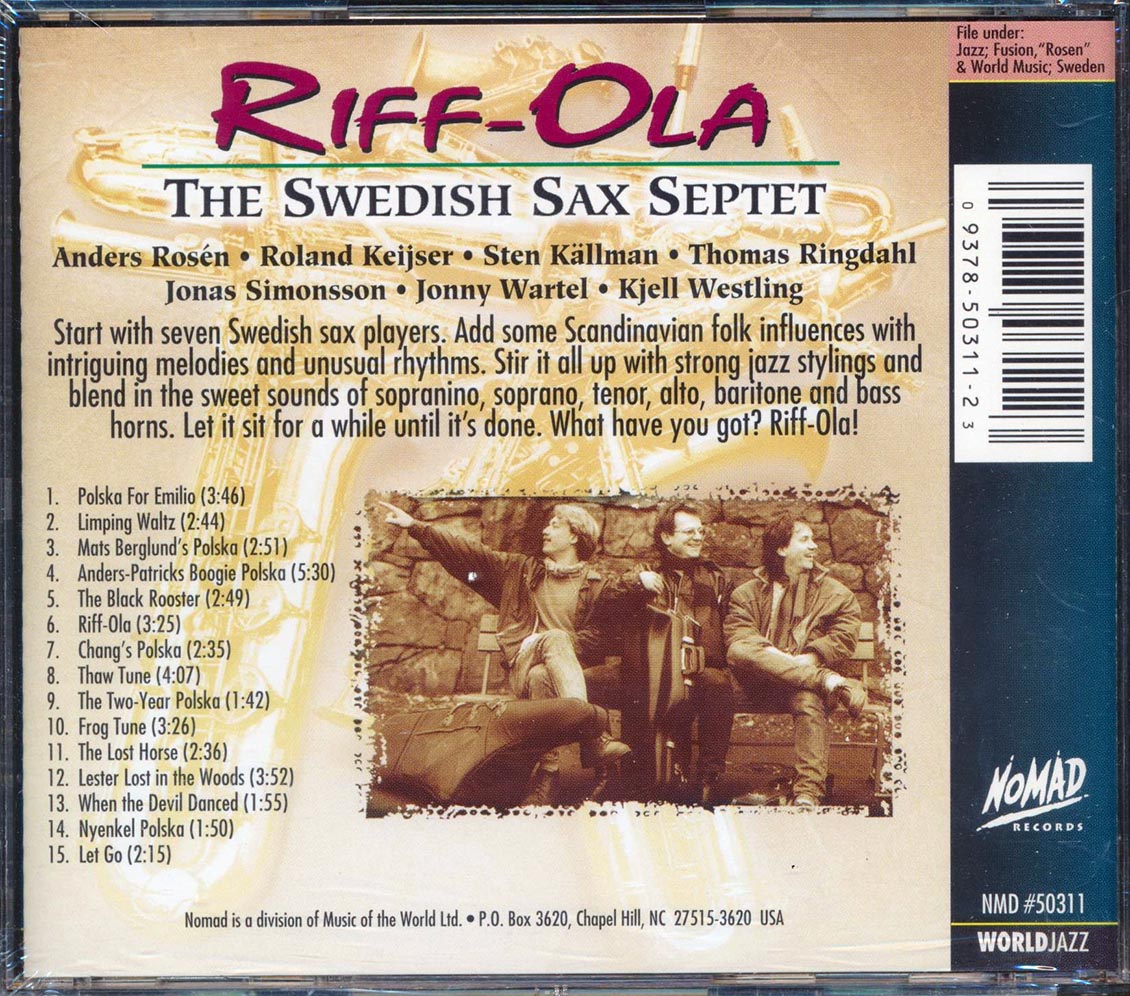 RIFF-OLA
THE SWEDISH SAX SEPTET
Anders Rosén • Roland Keijser • Sten Källman • Thomas Ringdahl
Jonas Simonsson • Jonny Wartel • Kjell Westling
Start with seven Swedish sax players. Add some Scandinavian folk influences with
intriguing melodies and unusual rhythms. Stir it all up with strong jazz stylings and
blend in the sweet sounds of sopranino, soprano, tenor, alto, baritone and bass
horns. Let it sit for a while until it's done. What have you got? Riff-Ola!
1. Polska For Emilio (3:46)
2. Limping Waltz (2:44)
3. Mats Berglund's Polska (2:51)
4. Anders-Patricks Boogie Polska (5:30)
5. The Black Rooster (2:49)
6. Riff-Ola (3:25)
7. Chang's Polska (2:35)
8. Thaw Tune (4:07)
9. The Two-Year Polska (1:42)
10. Frog Tune (3:26)
11. The Lost Horse (2:36)
12. Lester Lost in the Woods (3:52)
13. When the Devil Danced (1:55)
14. Nyenkel Polska (1:50)
15. Let Go (2:15)
Nomad is a division of Music of the World Ltd. • P.O. Box 3620, Chapel Hill, NC 27515-3620 USA
File under:
Jazz; Fusion, "Rosen"
& World Music; Sweden
0 9378-50311-2 3
NOMAD
RECORDS
NMD #50311
WORLDJAZZ